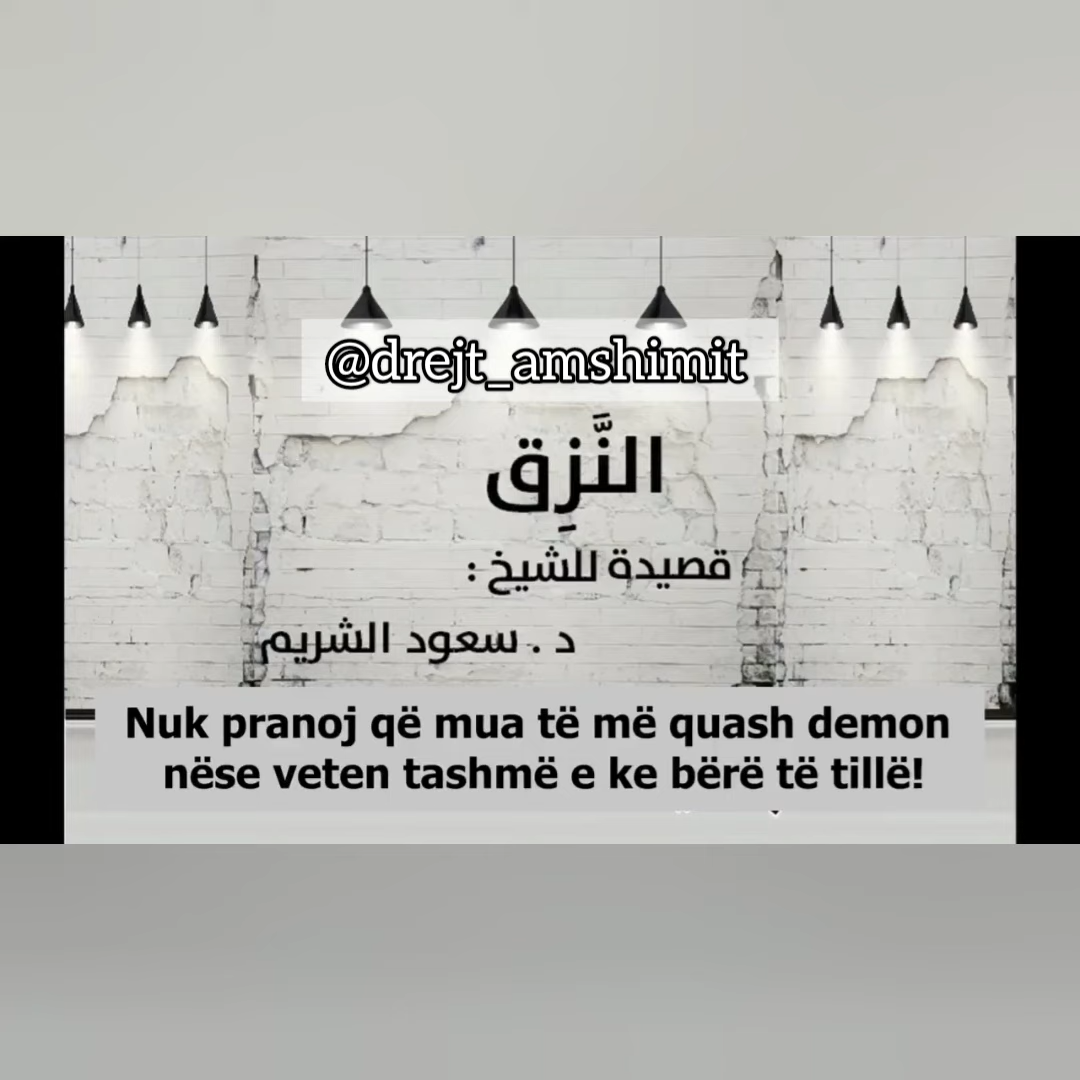 @drejt_amshimit
النَّزِق
قصيدة للشيخ :
د . سعود الشريم
Nuk pranoj që mua të më quash demon
nëse veten tashmë e ke bërë të tillë!